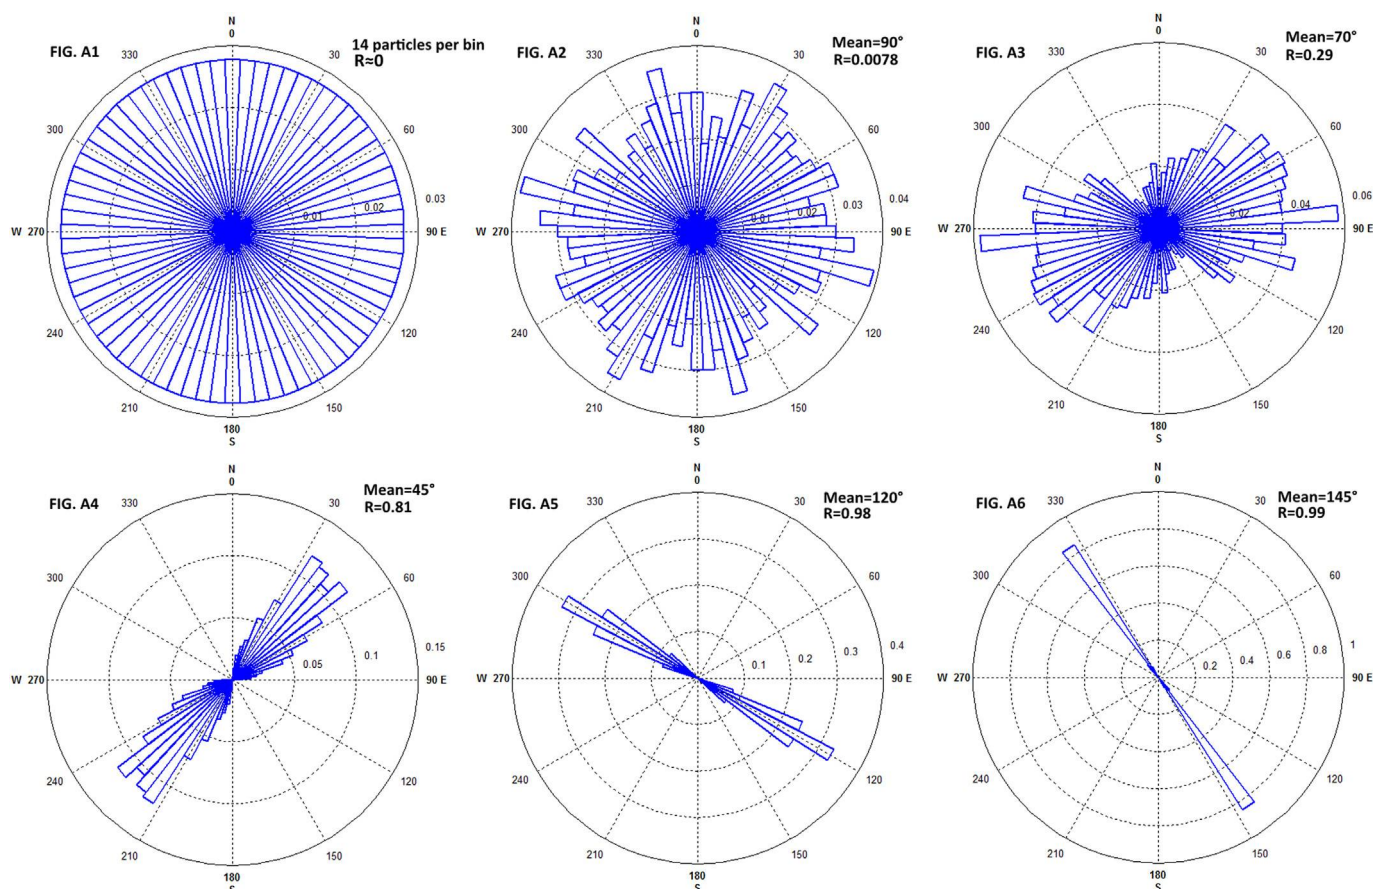 N
0
FIG. A1
330
14 particles per bin
R≈0
30
300
60
0.03
0.02
0.01
W 270
90 E
240
120
210
150
180
S
N
0
FIG. A2
330
Mean=90°
R=0.0078
30
300
60
0.04
0.03
0.02
0.01
W 270
90 E
240
120
210
150
180
S
N
0
FIG. A3
330
Mean=70°
R=0.29
30
300
60
0.06
0.04
0.02
W 270
90 E
240
120
210
150
180
S
N
0
FIG. A4
330
Mean=45°
R=0.81
30
300
60
0.15
0.1
0.05
W 270
90 E
240
120
210
150
180
S
N
0
FIG. A5
330
Mean=120°
R=0.98
30
300
60
0.4
0.3
0.2
0.1
W 270
90 E
240
120
210
150
180
S
N
0
FIG. A6
330
Mean=145°
R=0.99
30
300
60
1
0.8
0.6
0.4
0.2
W 270
90 E
240
120
210
150
180
S